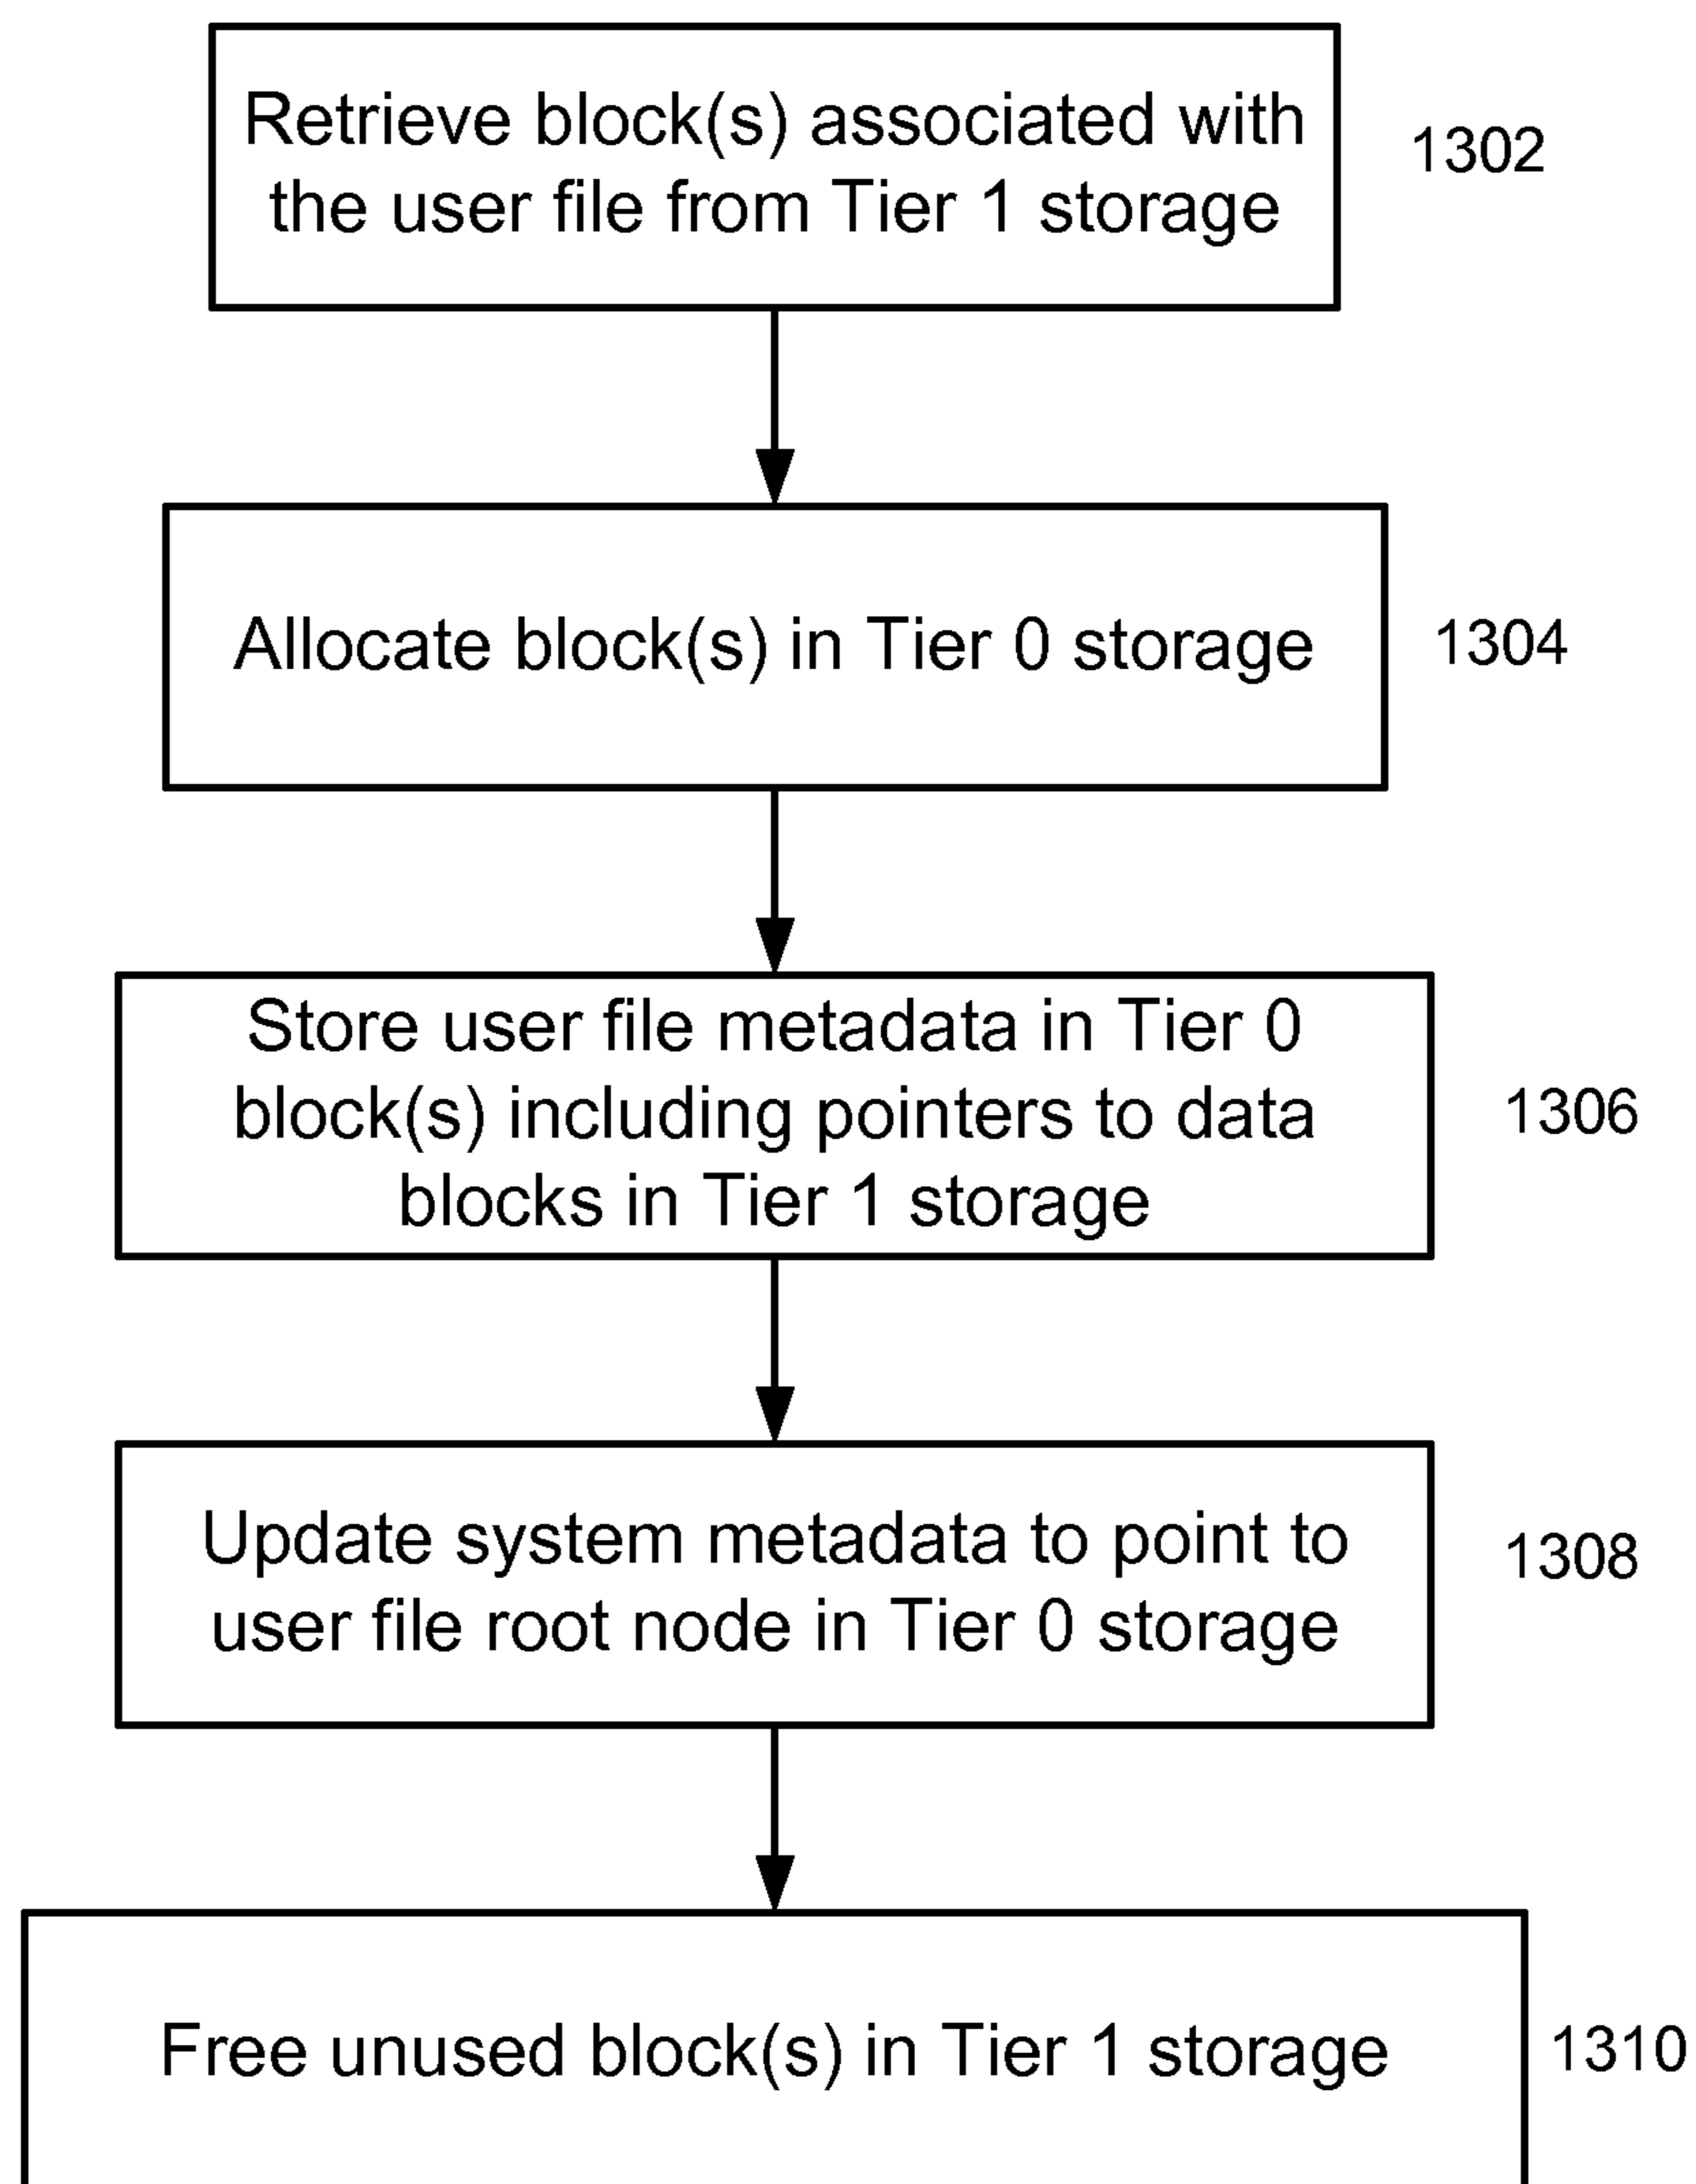 Retrieve block(s) associated with
the user file from Tier 1 storage
1302
Allocate block(s) in Tier 0 storage
1304
Store user file metadata in Tier 0
block(s) including pointers to data
blocks in Tier 1 storage
1306
Update system metadata to point to
user file root node in Tier 0 storage
1308
Free unused block(s) in Tier 1 storage
1310